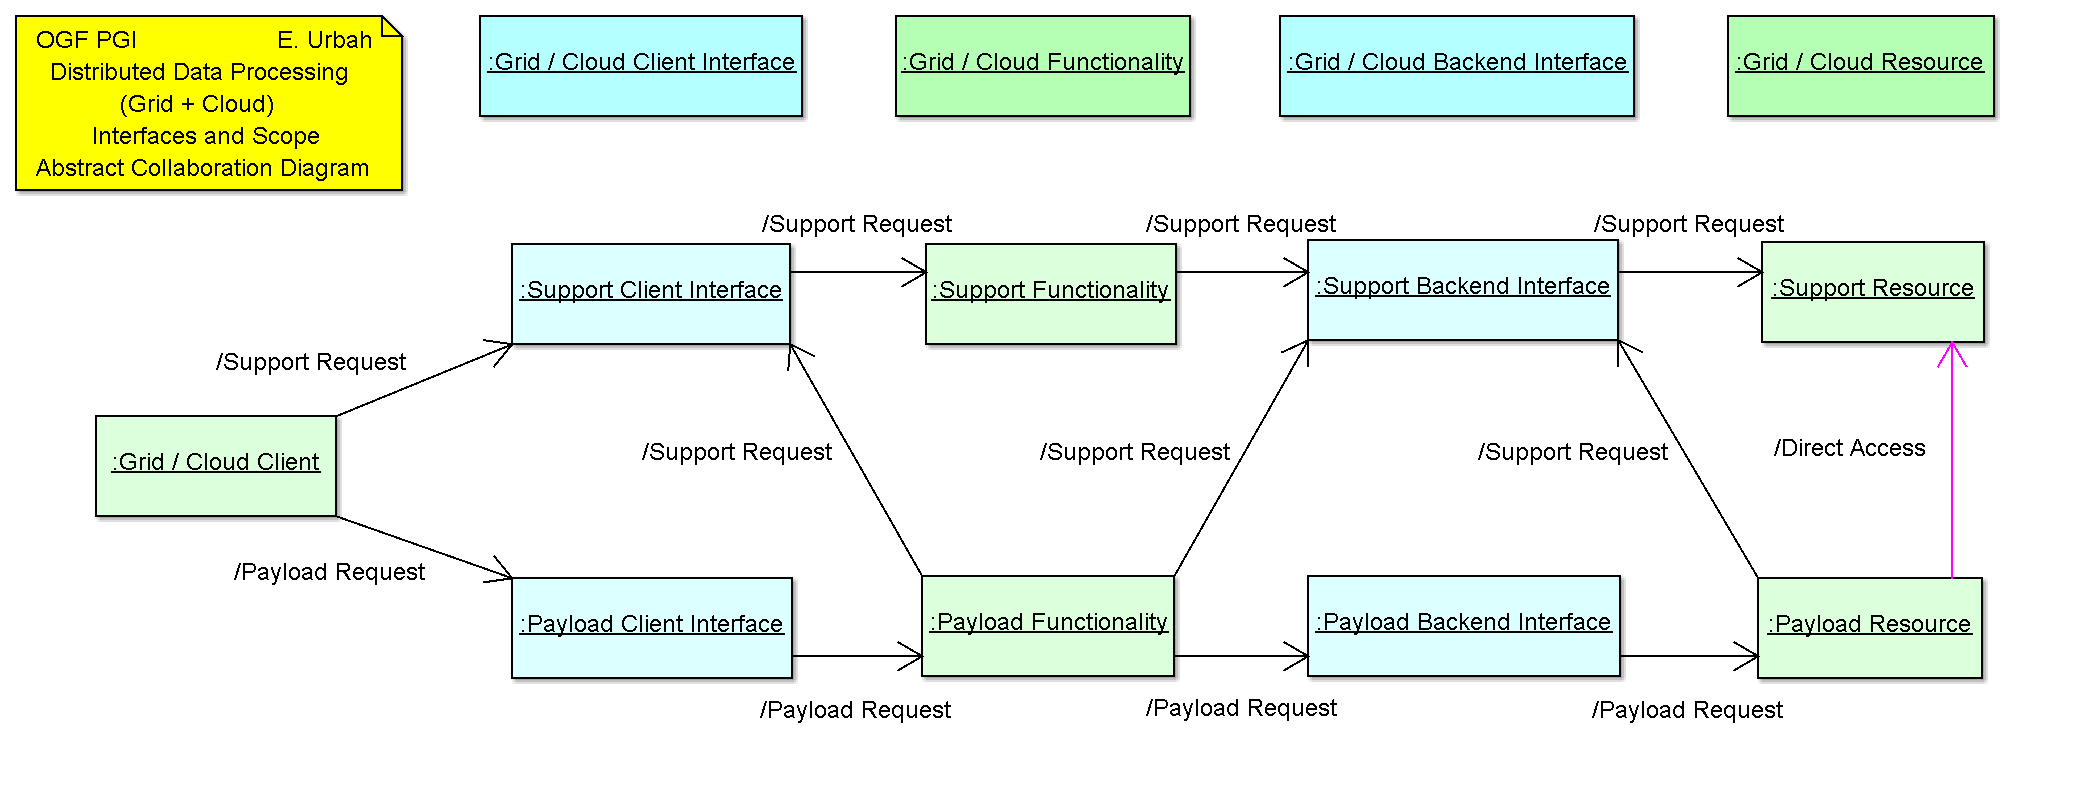 OGF PGI E. Urbah
Distributed Data Processing
(Grid + Cloud)
Interfaces and Scope
Abstract Collaboration Diagram
:Grid / Cloud Client Interface
:Grid / Cloud Functionality
:Grid / Cloud Backend Interface
:Grid / Cloud Resource
/Support Request
/Support Request
/Support Request
:Support Client Interface
:Support Functionality
:Support Backend Interface
:Support Resource
/Support Request
:Grid / Cloud Client
/Support Request
/Support Request
/Support Request
/Direct Access
/Payload Request
:Payload Client Interface
:Payload Functionality
:Payload Backend Interface
:Payload Resource
/Payload Request
/Payload Request
/Payload Request